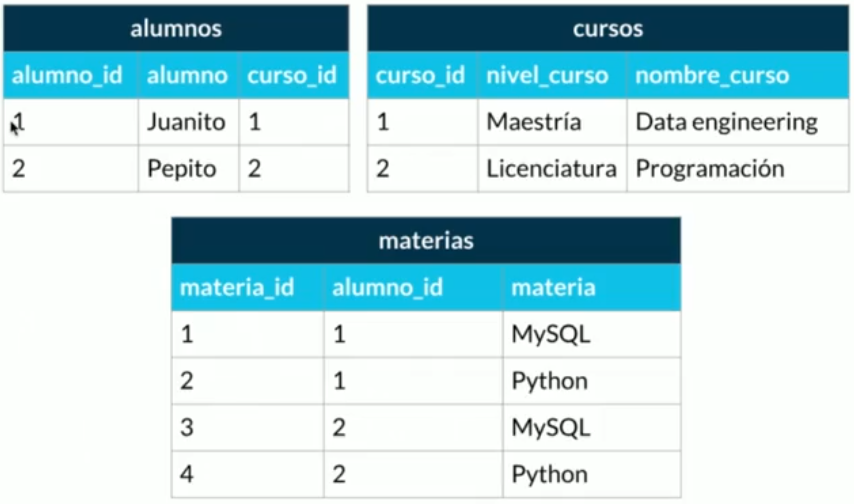 alumnos
alumno_id alumno curso_id
1 Juanito 1
2 Pepito 2
cursos
curso_id nivel_curso nombre_curso
1 Maestría Data engineering
2 Licenciatura Programación
materias
materia_id alumno_id materia
1 1 MySQL
2 1 Python
3 2 MySQL
4 2 Python